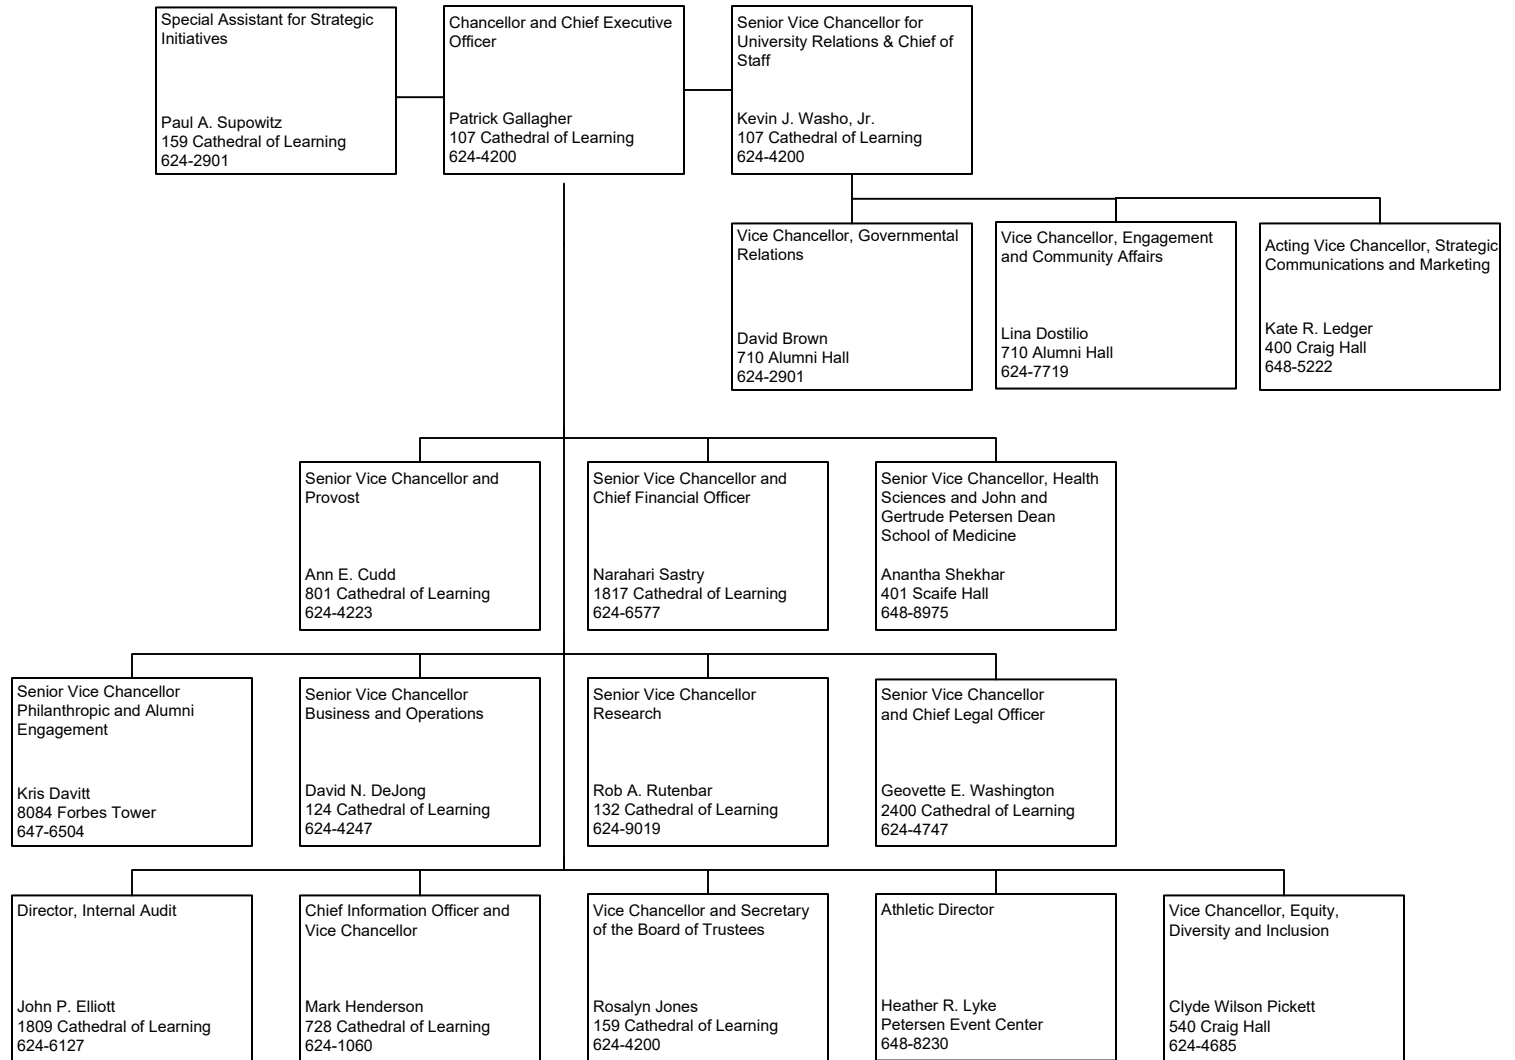 Special Assistant for Strategic
Initiatives
Paul A. Supowitz
159 Cathedral of Learning
624-2901
Chancellor and Chief Executive
Officer
Patrick Gallagher
107 Cathedral of Learning
624-4200
Senior Vice Chancellor for
University Relations & Chief of
Staff
Kevin J. Washo, Jr.
107 Cathedral of Learning
624-4200
Vice Chancellor, Governmental
Relations
David Brown
710 Alumni Hall
624-2901
Vice Chancellor, Engagement
and Community Affairs
Lina Dostilio
710 Alumni Hall
624-7719
Acting Vice Chancellor, Strategic
Communications and Marketing
Kate R. Ledger
400 Craig Hall
648-5222
Senior Vice Chancellor and
Provost
Ann E. Cudd
801 Cathedral of Learning
624-4223
Senior Vice Chancellor and
Chief Financial Officer
Narahari Sastry
1817 Cathedral of Learning
624-6577
Senior Vice Chancellor, Health
Sciences and John and
Gertrude Petersen Dean
School of Medicine
Anantha Shekhar
401 Scaife Hall
648-8975
Senior Vice Chancellor
Philanthropic and Alumni
Engagement
Kris Davitt
8084 Forbes Tower
647-6504
Senior Vice Chancellor
Business and Operations
David N. DeJong
124 Cathedral of Learning
624-4247
Senior Vice Chancellor
Research
Rob A. Rutenbar
132 Cathedral of Learning
624-9019
Senior Vice Chancellor
and Chief Legal Officer
Geovette E. Washington
2400 Cathedral of Learning
624-4747
Director, Internal Audit
John P. Elliott
1809 Cathedral of Learning
624-6127
Chief Information Officer and
Vice Chancellor
Mark Henderson
728 Cathedral of Learning
624-1060
Vice Chancellor and Secretary
of the Board of Trustees
Rosalyn Jones
159 Cathedral of Learning
624-4200
Athletic Director
Heather R. Lyke
Petersen Event Center
648-8230
Vice Chancellor, Equity,
Diversity and Inclusion
Clyde Wilson Pickett
540 Craig Hall
624-4685